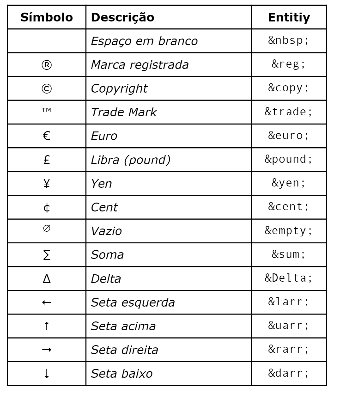 Símbolo Descrição Entitiy
Espaço em branco &nbsp;
® Marca registrada &reg;
© Copyright &copy;
™ Trade Mark &trade;
€ Euro &euro;
£ Libra (pound) &pound;
¥ Yen &yen;
¢ Cent &cent;
∅ Vazio &empty;
∑ Soma &sum;
Δ Delta &Delta;
← Seta esquerda &larr;
↑ Seta acima &uarr;
→ Seta direita &rarr;
↓ Seta baixo &darr;